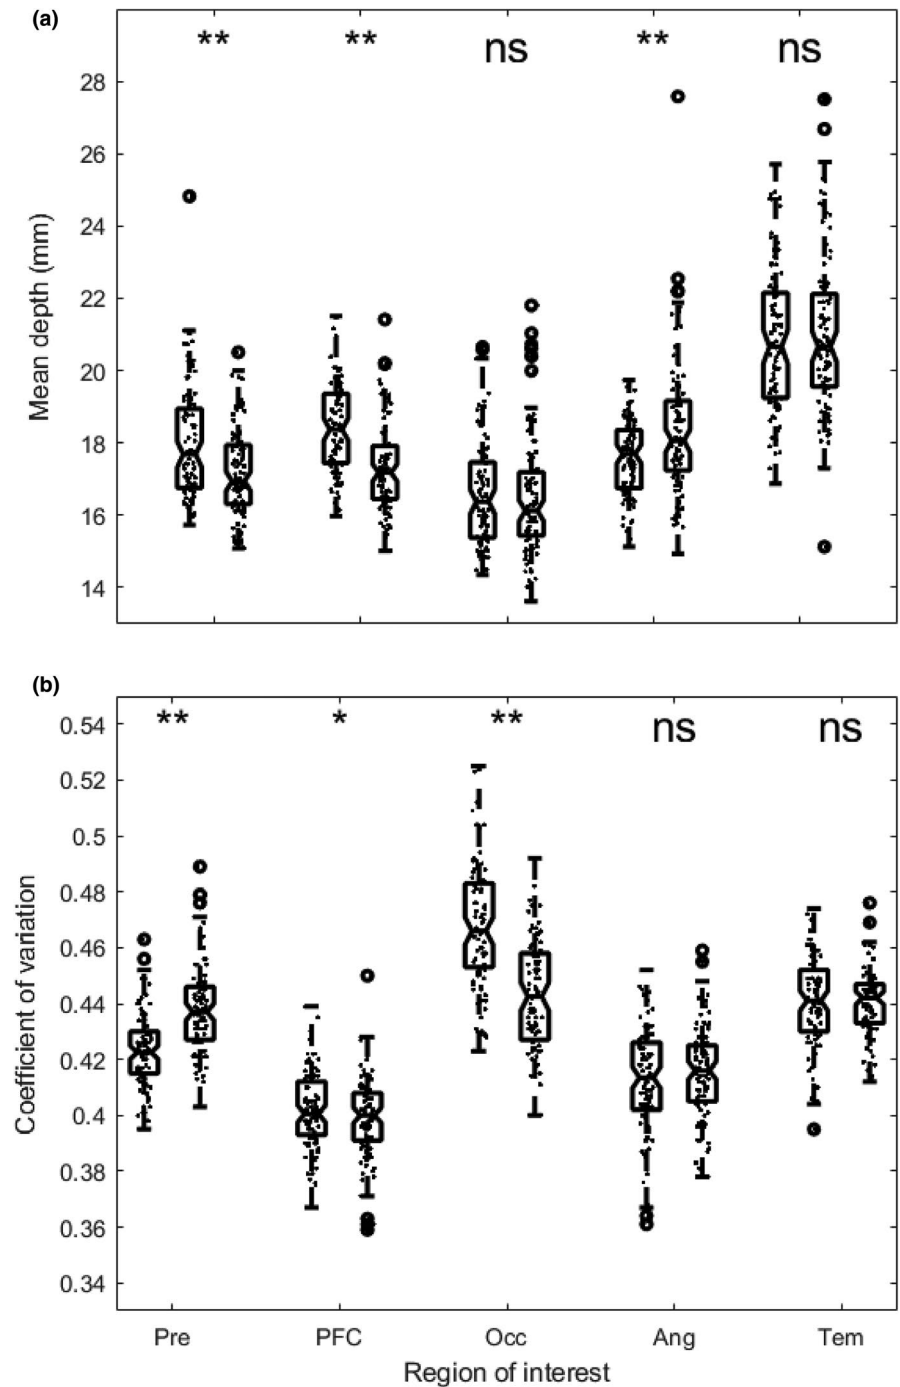 (a)
** ** ns ** ns
28
26
24
22
20
18
16
14
Mean depth (mm)
(b)
** * ** ns ns
0.54
0.52
0.5
0.48
0.46
0.44
0.42
0.4
0.38
0.36
0.34
Coefficient of variation
Pre PFC Occ Ang Tem
Region of interest